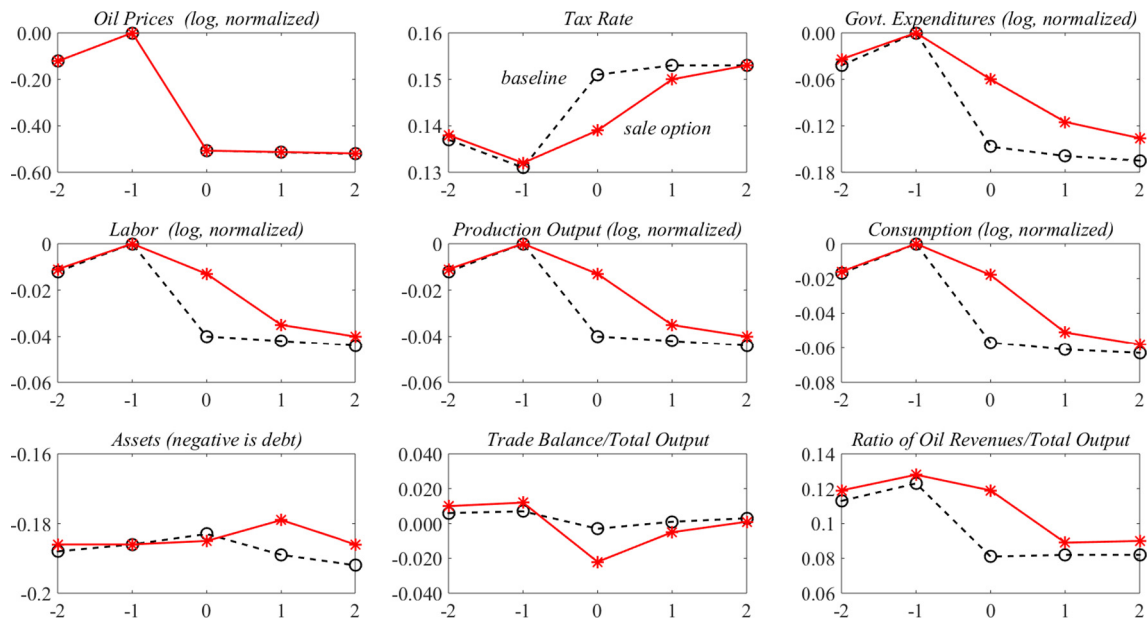 Oil Prices (log, normalized)
0.00
-0.20
-0.40
-0.60
-2 -1 0 1 2
Tax Rate
0.16
0.15
0.14
0.13
baseline
sale option
-2 -1 0 1 2
Govt. Expenditures (log, normalized)
0.00
-0.06
-0.12
-0.18
-2 -1 0 1 2
Labor (log, normalized)
0
-0.02
-0.04
-0.06
-2 -1 0 1 2
Production Output (log, normalized)
0
-0.02
-0.04
-0.06
-2 -1 0 1 2
Consumption (log, normalized)
0
-0.02
-0.04
-0.06
-0.08
-2 -1 0 1 2
Assets (negative is debt)
-0.16
-0.18
-0.2
-2 -1 0 1 2
Trade Balance/Total Output
0.040
0.020
0.000
-0.020
-0.040
-2 -1 0 1 2
Ratio of Oil Revenues/Total Output
0.14
0.12
0.1
0.08
0.06
-2 -1 0 1 2